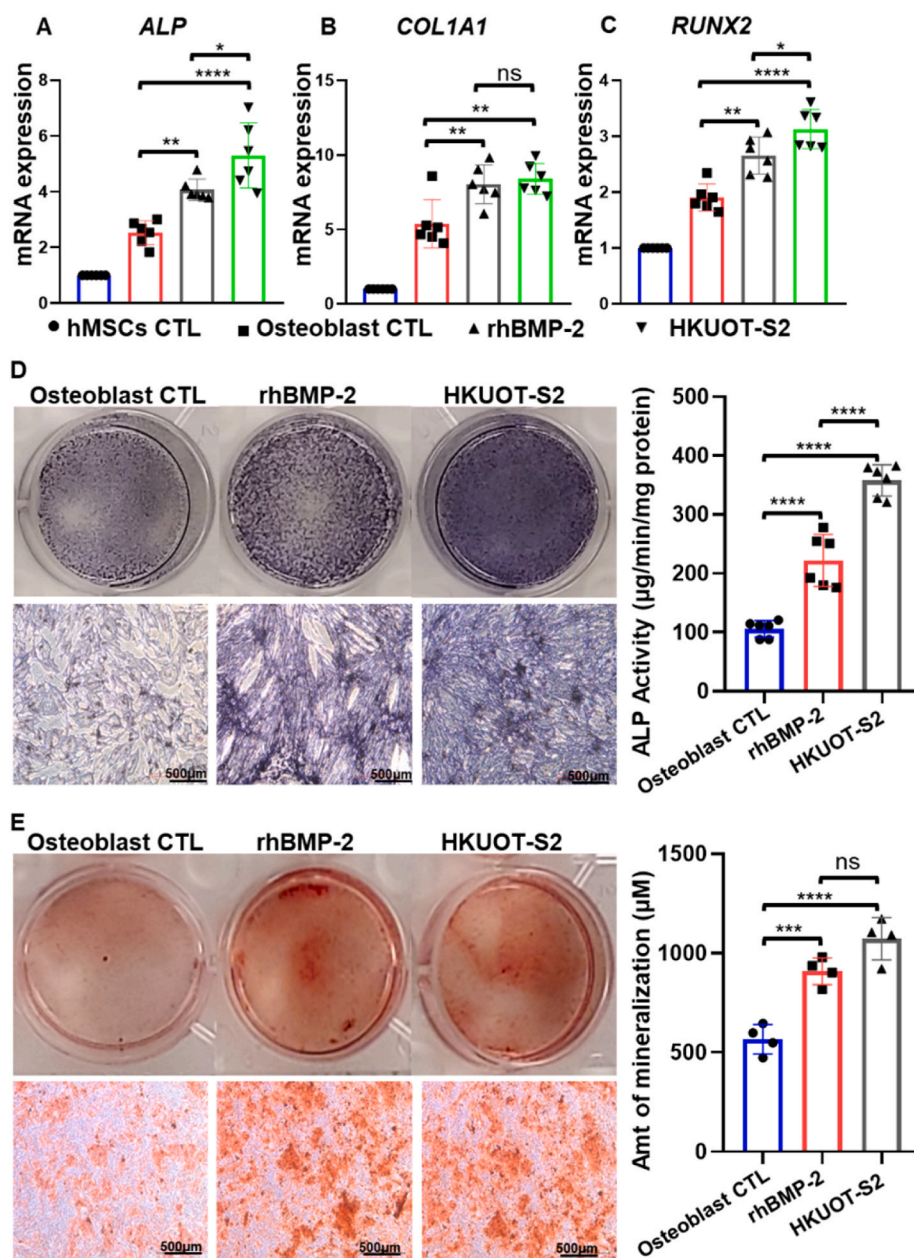 A ALP
B COL1A1
C RUNX2
mRNA expression
8
6
4
2
0
**
****
*
mRNA expression
15
10
5
0
**
**
ns
mRNA expression
4
3
2
1
0
**
****
*
hMSCs CTL
Osteoblast CTL
rhBMP-2
HKUOT-S2
D
Osteoblast CTL rhBMP-2 HKUOT-S2
500µm 500µm 500µm
ALP Activity (µg/min/mg protein)
500
400
300
200
100
0
****
****
****
Osteoblast CTL
rhBMP-2
HKUOT-S2
E
Osteoblast CTL rhBMP-2 HKUOT-S2
500µm 500µm 500µm
Amt of mineralization (µM)
1500
1000
500
0
ns
****
***
Osteoblast CTL
rhBMP-2
HKUOT-S2